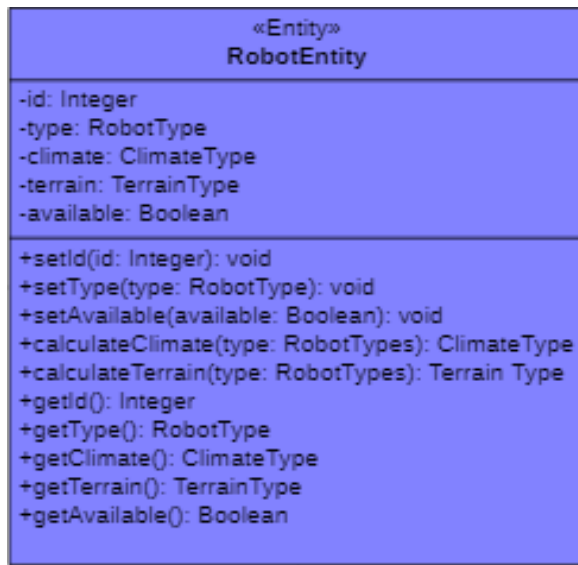 «Entity»
RobotEntity
-id: Integer
-type: RobotType
-climate: ClimateType
-terrain: TerrainType
-available: Boolean
+setId(id: Integer): void
+setType(type: RobotType): void
+setAvailable(available: Boolean): void
+calculateClimate(type: RobotTypes): ClimateType
+calculateTerrain(type: RobotTypes): Terrain Type
+getId(): Integer
+getType(): RobotType
+getClimate(): ClimateType
+getTerrain(): TerrainType
+getAvailable(): Boolean